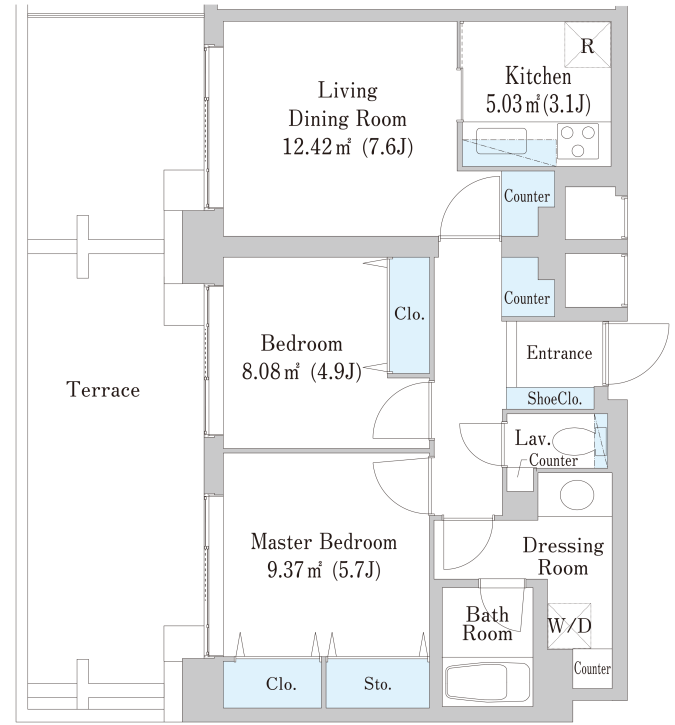 R
Kitchen
5.03㎡(3.1J)
Living
Dining Room
12.42㎡ (7.6J)
Counter
Counter
Clo.
Bedroom
8.08㎡ (4.9J)
Entrance
ShoeClo.
Terrace
Lav.
Counter
Master Bedroom
9.37㎡ (5.7J)
Dressing
Room
Bath
Room
W/D
Counter
Clo.
Sto.